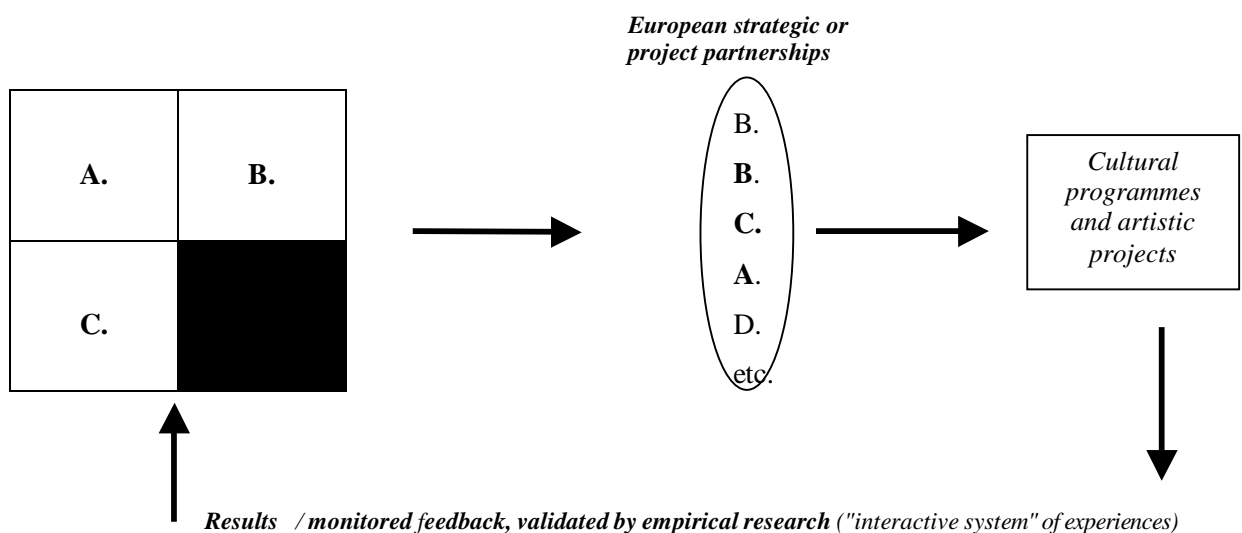 European strategic or
project partnerships
A.
B.
C.
B.
B.
C.
A.
D.
etc.
Cultural
programmes
and artistic
projects
Results / monitored feedback, validated by empirical research ("interactive system" of experiences)